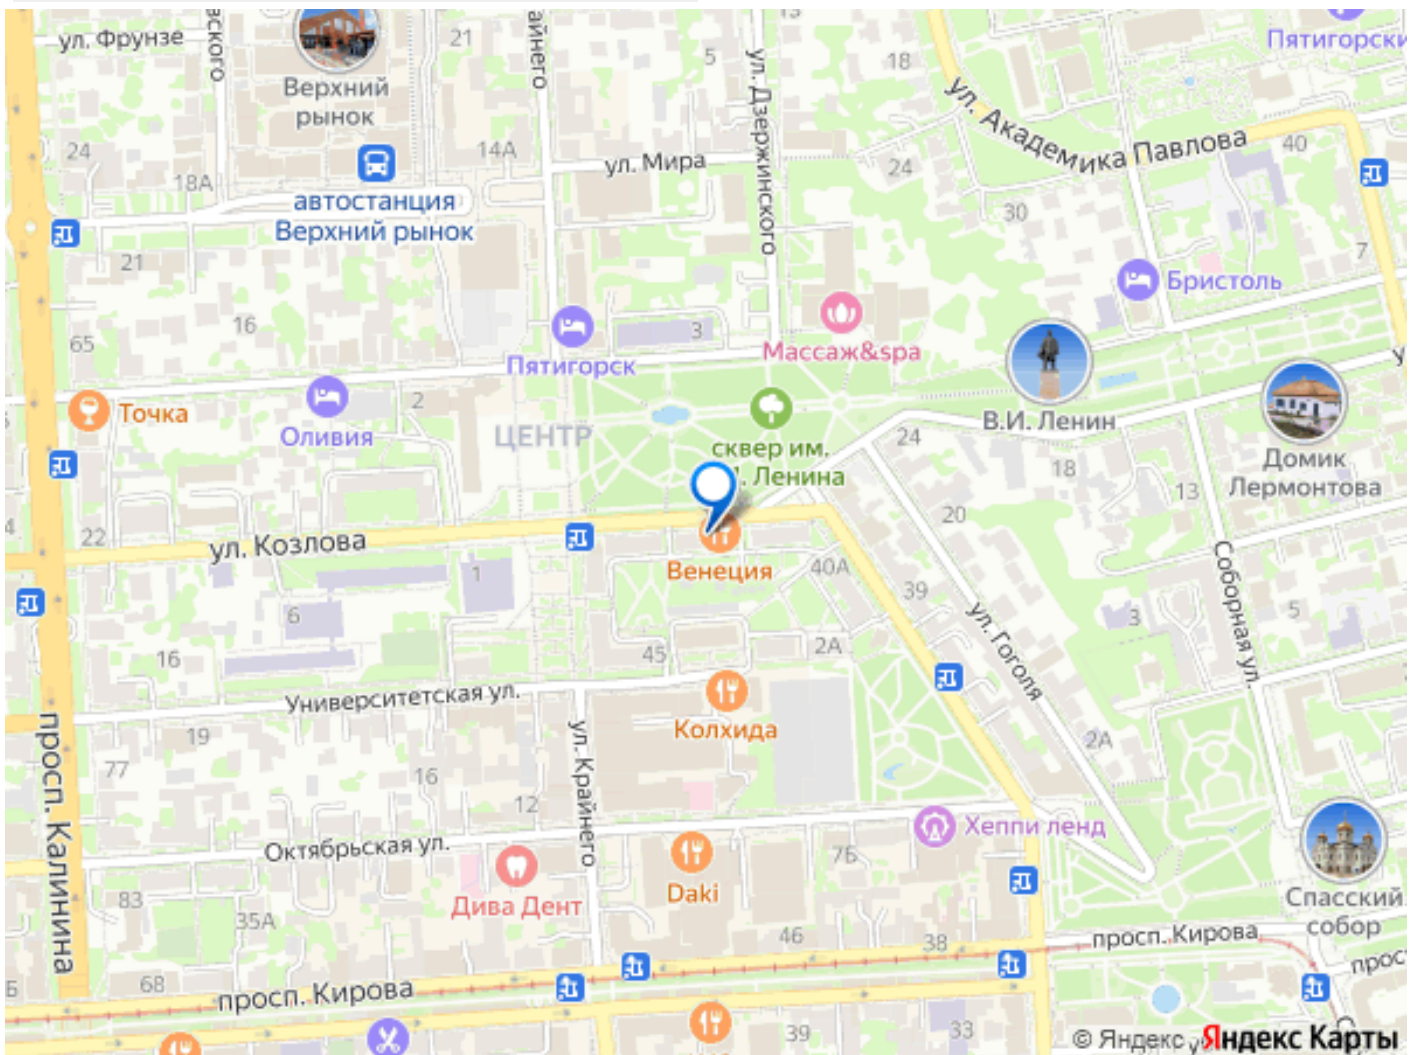 ул. Фрунзе
21
айнего
5
ул. Дзержинского
13
18
Пятигорск
Верхний
рынок
ул. Академика Павлова
40
24
18А
14А
ул. Мира
24
30
автостанция
Верхний рынок
21
7
Бристоль
16
65
3
Пятигорск
Массаж&spa
Точка
Оливия
2
ЦЕНТР
сквер им.
Ленина
24
В.И. Ленин
18
Домик
Лермонтова
13
22
ул. Козлова
20
Венеция
40А
39
1
6
3
5
Соборная ул.
ул. Гоголя
16
45
2А
Университетская ул.
Колхида
19
77
16
12
ул. Крайнего
2А
просп. Калинина
Октябрьская ул.
Хеппи ленд
76
Дива Дент
Daki
83
35А
Спасский
собор
46
38
просп. Кирова
68
просп. Кирова
39
33
© Яндекс
Яндекс Карты